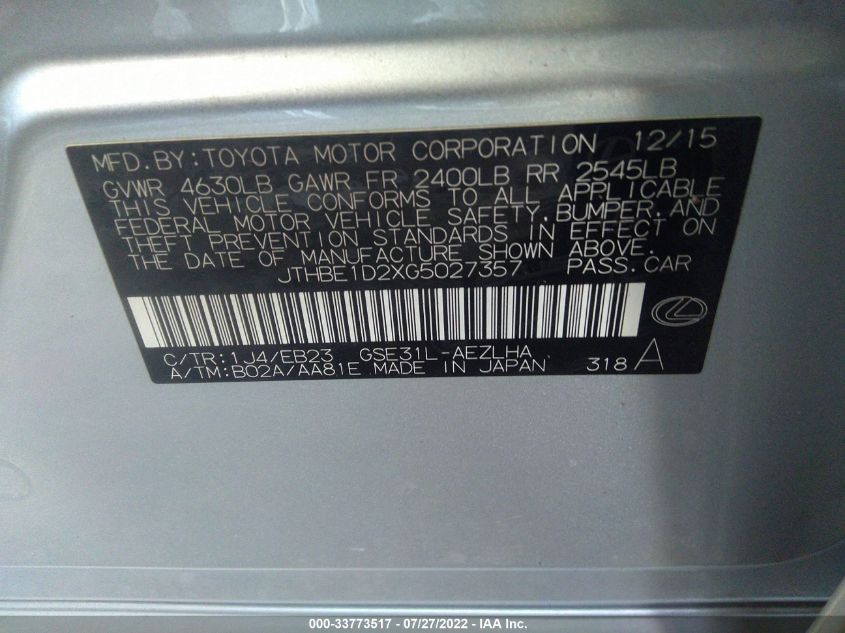 MFD. BY: TOYOTA MOTOR CORPORATION 12/15
GVWR 4630LB GAWR FR 2400LB RR 2545LB
THIS VEHICLE CONFORMS TO ALL APPLICABLE
FEDERAL MOTOR VEHICLE SAFETY, BUMPER, AND
THEFT PREVENTION STANDARDS IN EFFECT ON
THE DATE OF MANUFACTURE SHOWN ABOVE.
JTHBE1D2XG5027357 PASS. CAR
C/TR: 1J4/EB23 GSE31L-AEZLHA
A/TM: B02A/AA81E MADE IN JAPAN 318 A
000-33773517 - 07/27/2022 - IAA Inc.